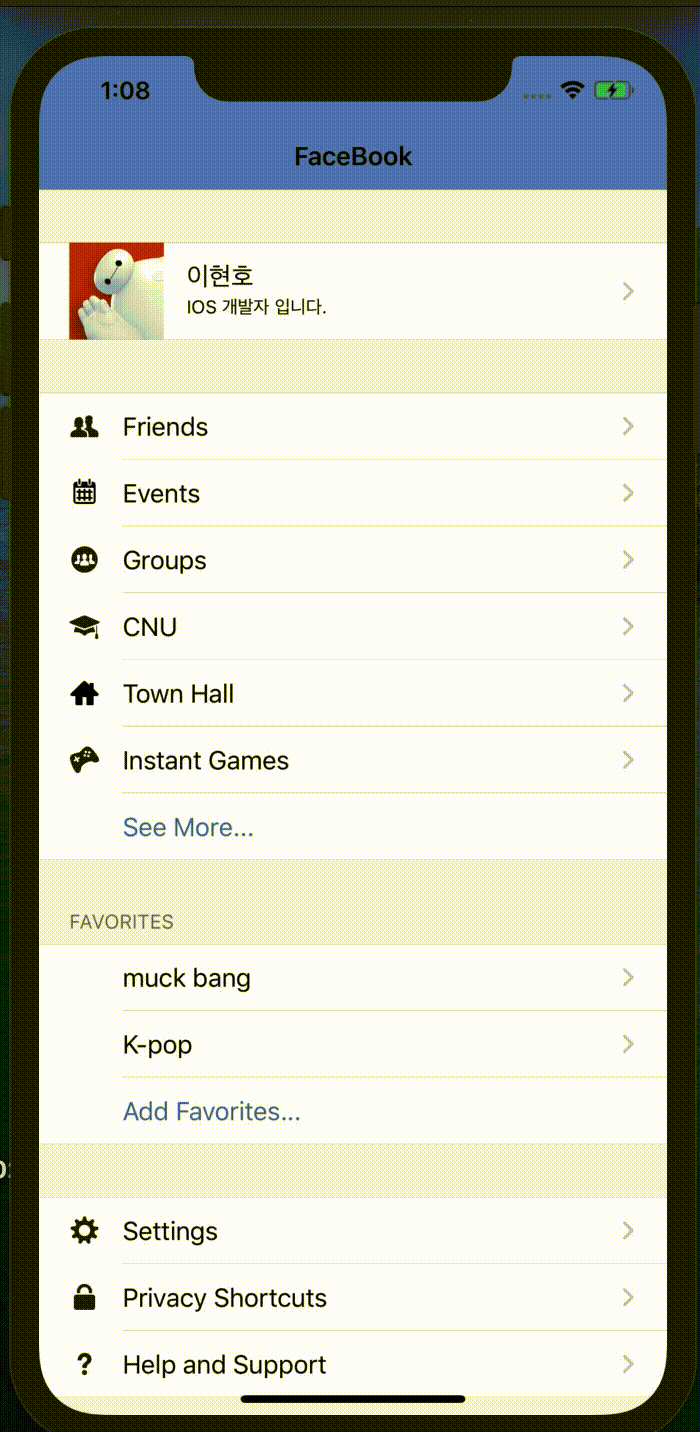 1:08
FaceBook
이현호
IOS 개발자 입니다.
Friends
Events
Groups
CNU
Town Hall
Instant Games
See More...
FAVORITES
muck bang
K-pop
Add Favorites...
Settings
Privacy Shortcuts
Help and Support